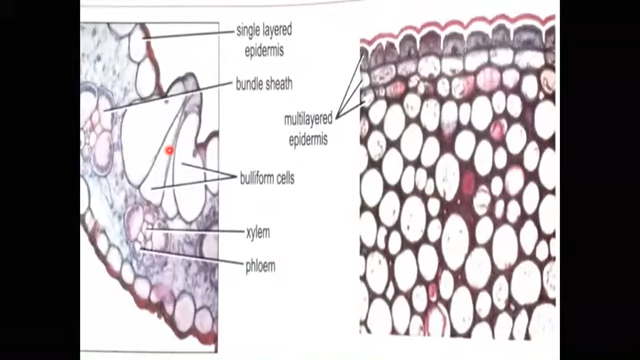 single layered
epidermis
bundle sheath
multilayered
epidermis
bulliform cells
xylem
phloem